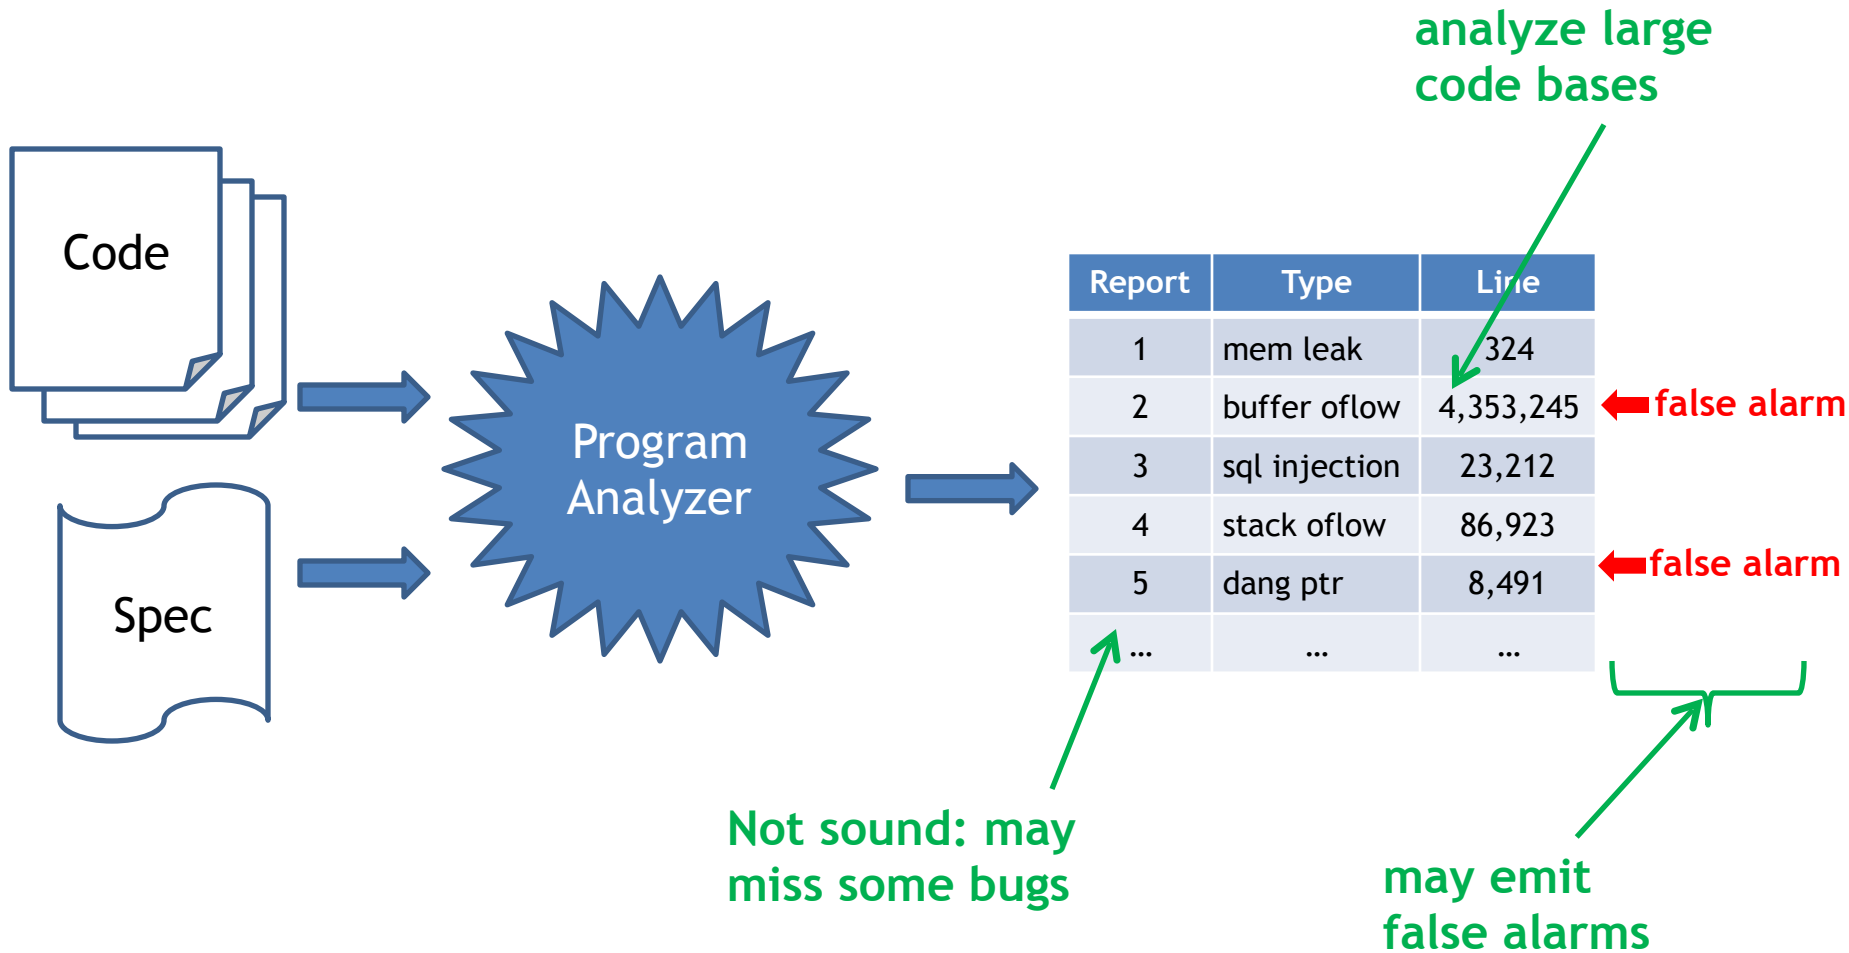 analyze large
code bases
Code
Spec
Program
Analyzer
Report Type Line
1 mem leak 324
2 buffer oflow 4,353,245
3 sql injection 23,212
4 stack oflow 86,923
5 dang ptr 8,491
... ... ...
false alarm
false alarm
Not sound: may
miss some bugs
may emit
false alarms